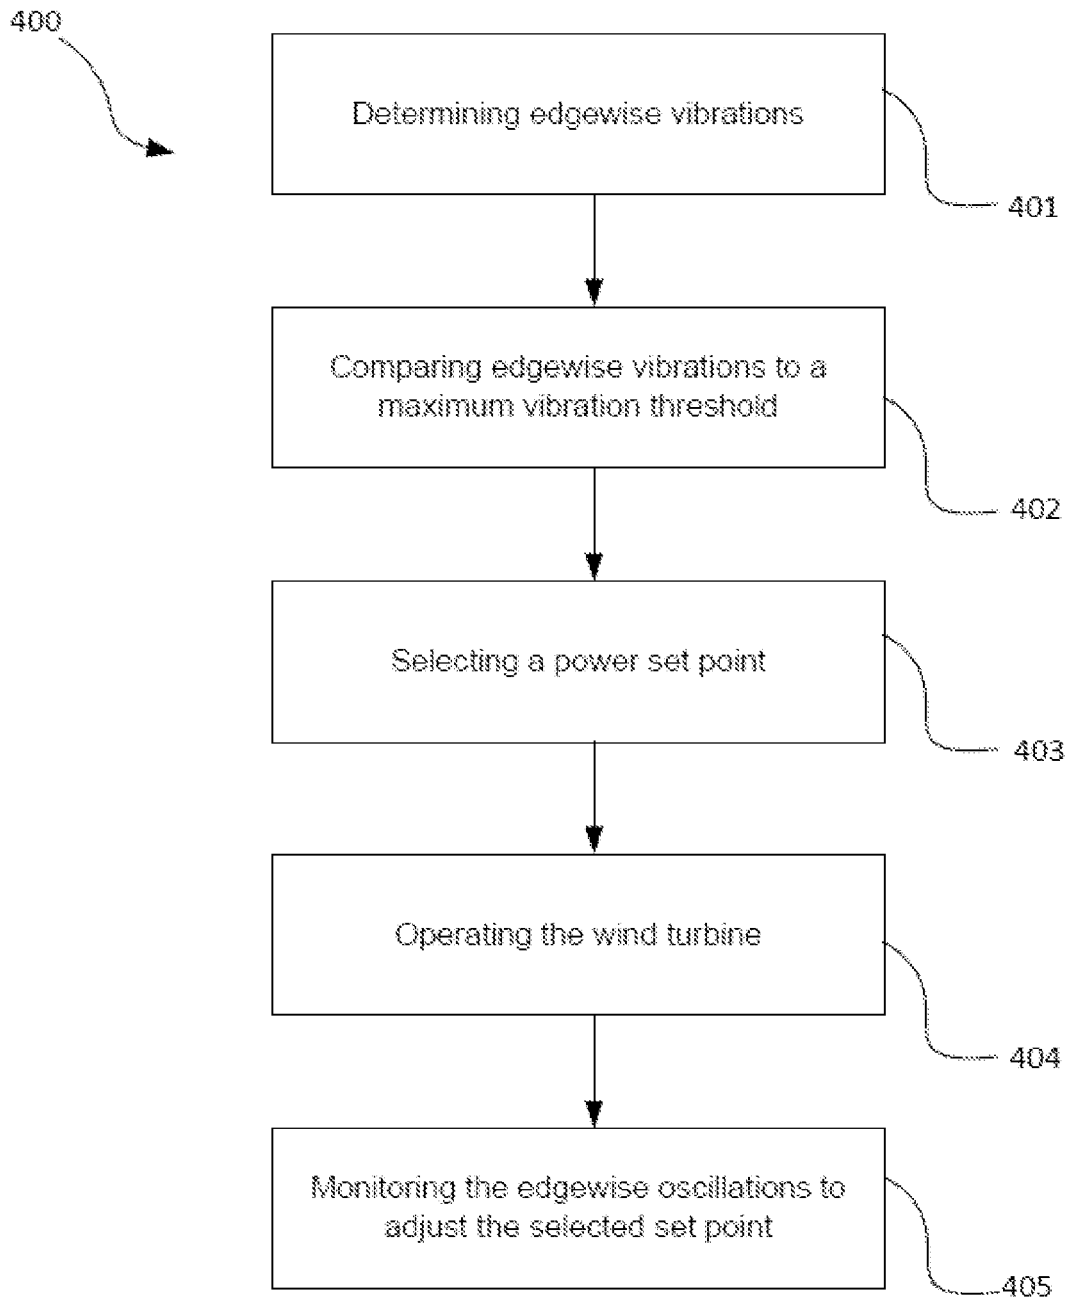 400
Determining edgewise vibrations
401
Comparing edgewise vibrations to a
maximum vibration threshold
402
Selecting a power set point
403
Operating the wind turbine
404
Monitoring the edgewise oscillations to
adjust the selected set point
405